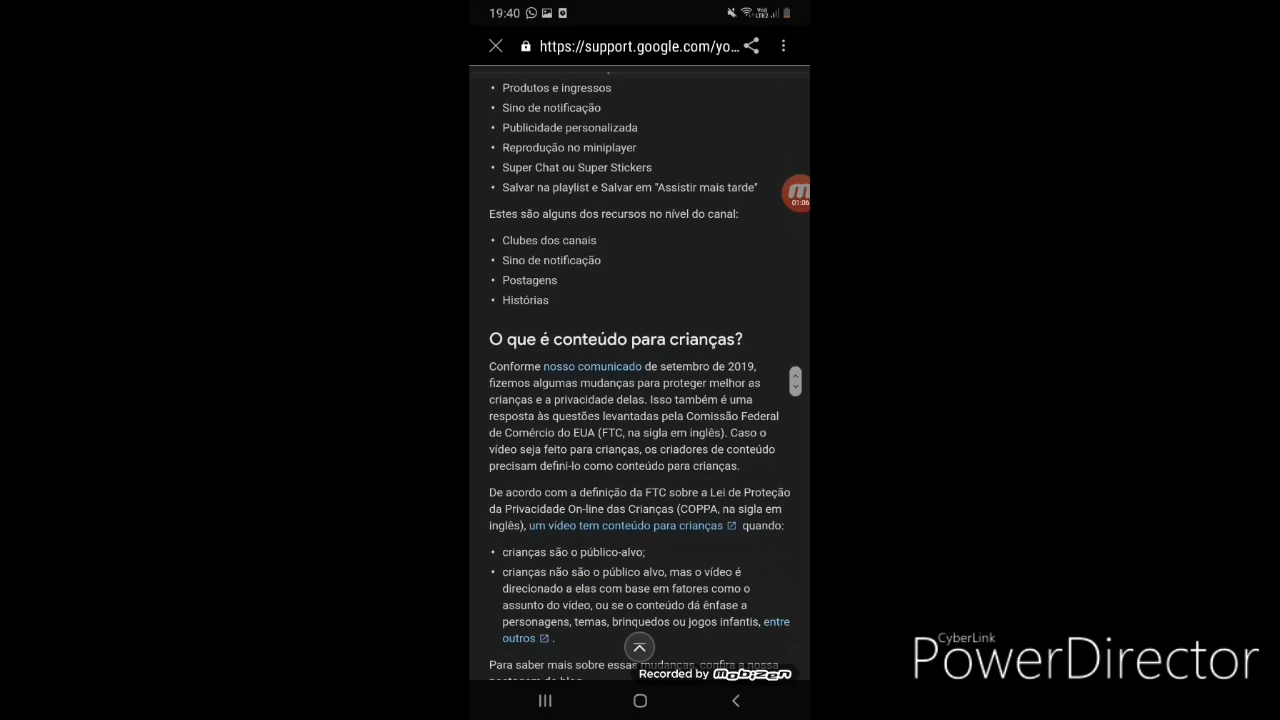 19:40
VoD
LTE2
https://support.google.com/yo...
• Produtos e ingressos
• Sino de notificação
• Publicidade personalizada
• Reprodução no miniplayer
• Super Chat ou Super Stickers
• Salvar na playlist e Salvar em "Assistir mais tarde"
01:06
Estes são alguns dos recursos no nível do canal:
• Clubes dos canais
• Sino de notificação
• Postagens
• Histórias
O que é conteúdo para crianças?
Conforme nosso comunicado de setembro de 2019,
fizemos algumas mudanças para proteger melhor as
crianças e a privacidade delas. Isso também é uma
resposta às questões levantadas pela Comissão Federal
de Comércio do EUA (FTC, na sigla em inglês). Caso o
vídeo seja feito para crianças, os criadores de conteúdo
precisam defini-lo como conteúdo para crianças.
De acordo com a definição da FTC sobre a Lei de Proteção
da Privacidade On-line das Crianças (COPPA, na sigla em
inglês), um vídeo tem conteúdo para crianças quando:
• crianças são o público-alvo;
• crianças não são o público alvo, mas o vídeo é
direcionado a elas com base em fatores como o
assunto do vídeo, ou se o conteúdo dá ênfase a
personagens, temas, brinquedos ou jogos infantis, entre
outros .
Para saber mais sobre essas mudanças, confira a nossa
postagem do blog
Recorded by mobizen
CyberLink
PowerDirector